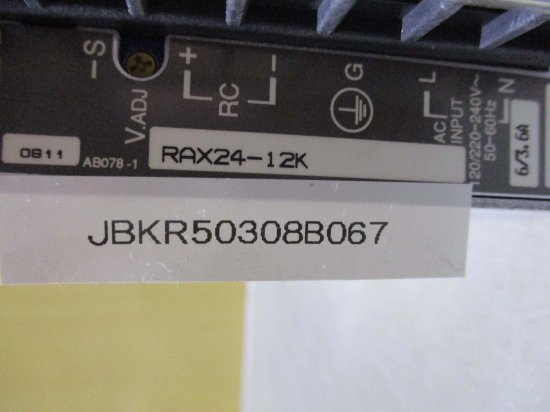 -S
V.ADJ
+
RC
-
G
L
AC
INPUT
N
120/220-240V~
50-60Hz
6/3.6A
0811
AB078-1
RAX24-12K
JBKR50308B067